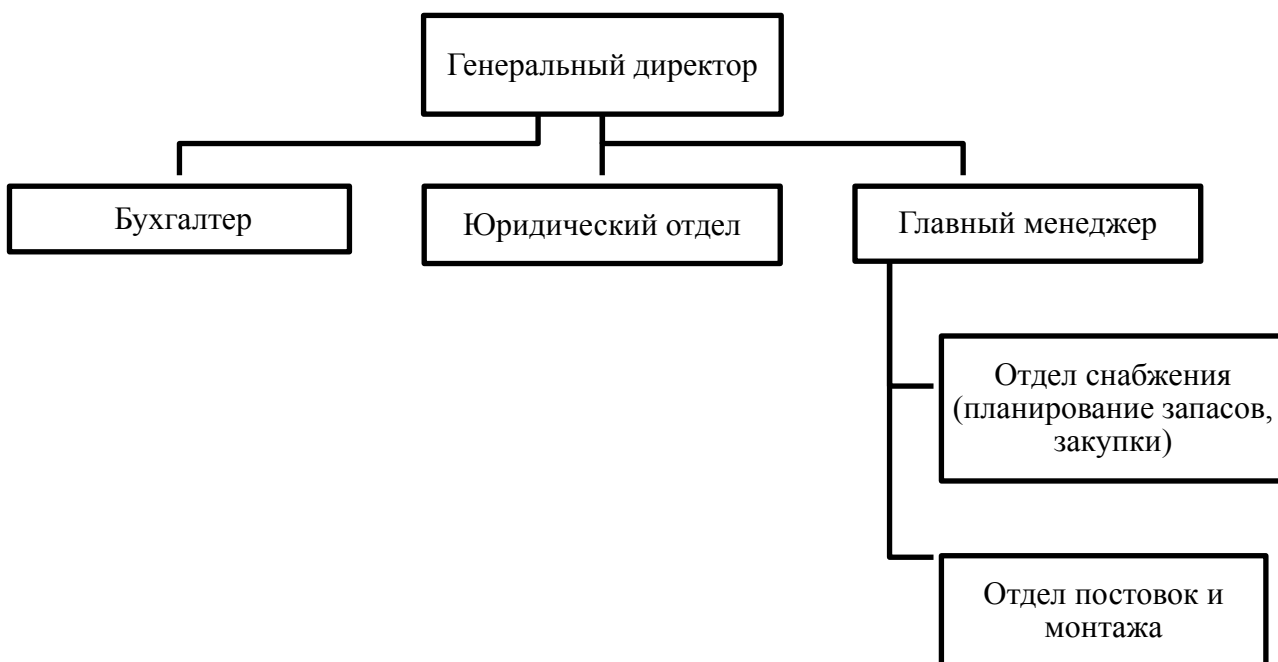 Генеральный директор
Бухгалтер
Юридический отдел
Главный менеджер
Отдел снабжения
(планирование запасов,
закупки)
Отдел постовок и
монтажа